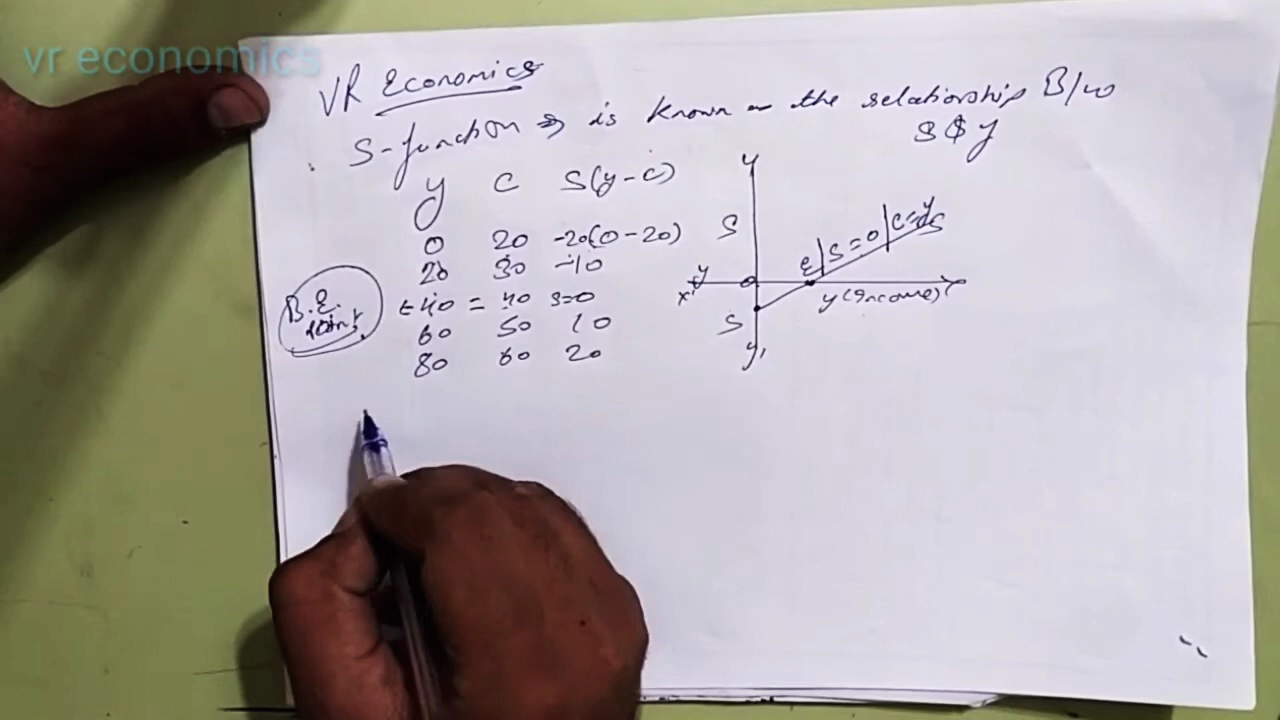 vr economics
VR Economics
S-function ⇒ is known as the relationship B/w
S & y
y C S(y-c)
0 20 -20(0-20)
20 30 -10
B.E. point
E 40 = 40 S=0
60 50 10
80 60 20
y
S
E/S=0/C=y
S
y
x'
0
y(Income)
S
y'